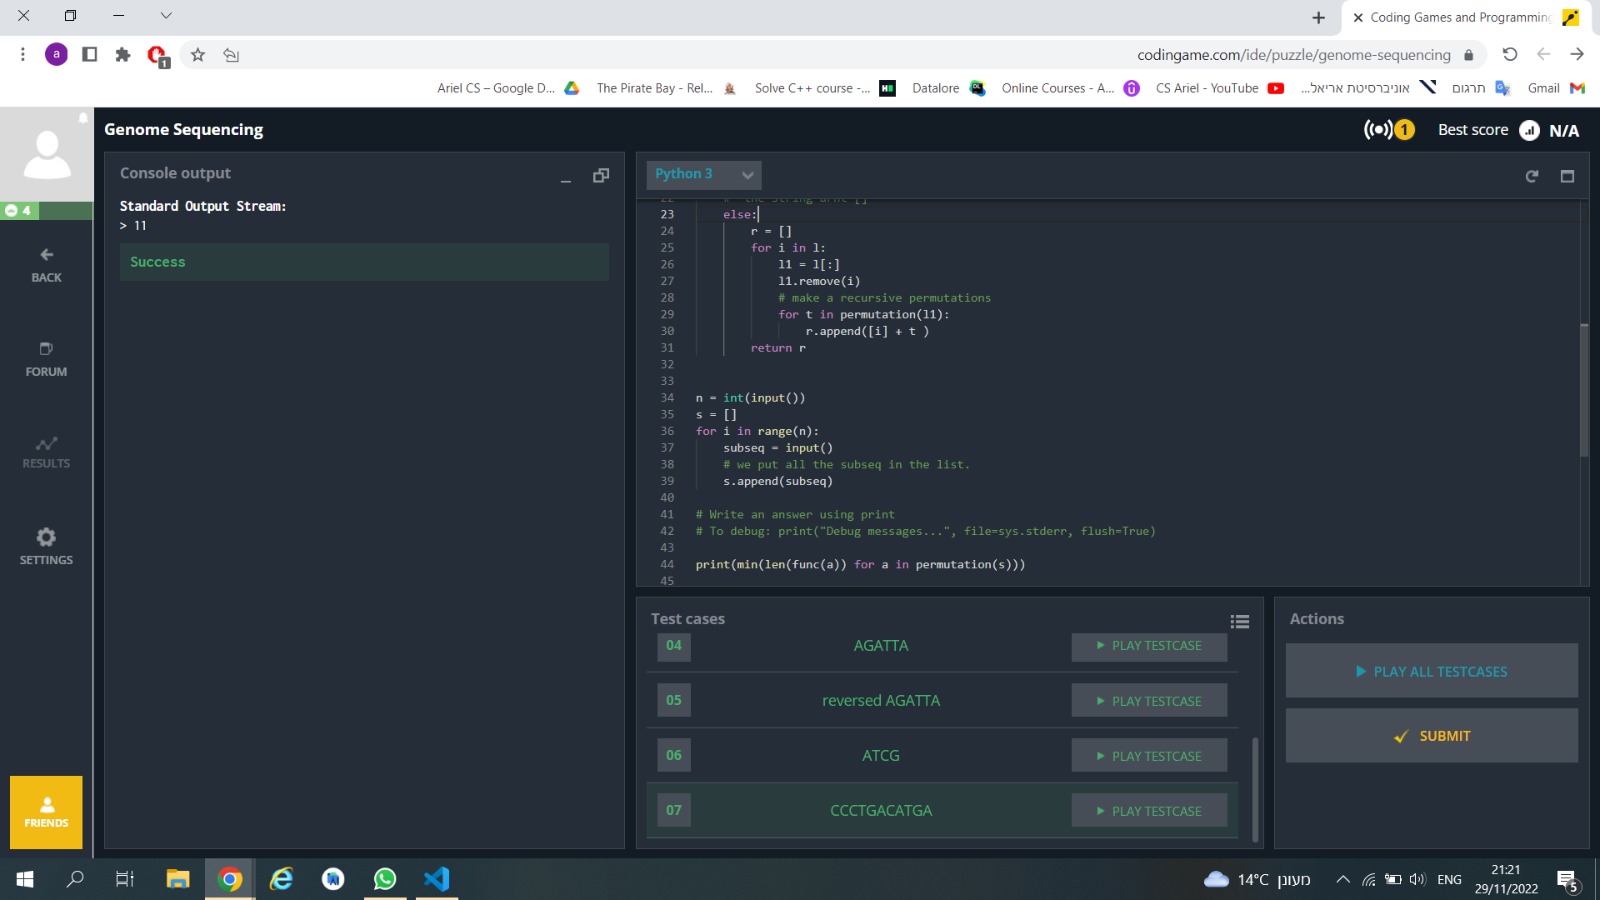 Coding Games and Programming
a
1
codingame.com/ide/puzzle/genome-sequencing
Ariel CS – Google D...
The Pirate Bay - Rel...
Solve C++ course -...
Datalore
Online Courses - A...
CS Ariel - YouTube
אוניברסיטת אריאל...
תרגום
Gmail
Genome Sequencing
1
Best score
N/A
4
BACK
FORUM
RESULTS
SETTINGS
FRIENDS
Console output
Standard Output Stream:
> 11
Success
Python 3
23 else:
24 r = []
25 for i in l:
26 l1 = l[:]
27 l1.remove(i)
28 # make a recursive permutations
29 for t in permutation(l1):
30 r.append([i] + t )
31 return r
32
33
34 n = int(input())
35 s = []
36 for i in range(n):
37 subseq = input()
38 # we put all the subseq in the list.
39 s.append(subseq)
40
41 # Write an answer using print
42 # To debug: print("Debug messages...", file=sys.stderr, flush=True)
43
44 print(min(len(func(a)) for a in permutation(s)))
45
Test cases
04 AGATTA PLAY TESTCASE
05 reversed AGATTA PLAY TESTCASE
06 ATCG PLAY TESTCASE
07 CCCTGACATGA PLAY TESTCASE
Actions
PLAY ALL TESTCASES
SUBMIT
14°C מעונן
ENG
21:21
29/11/2022
5